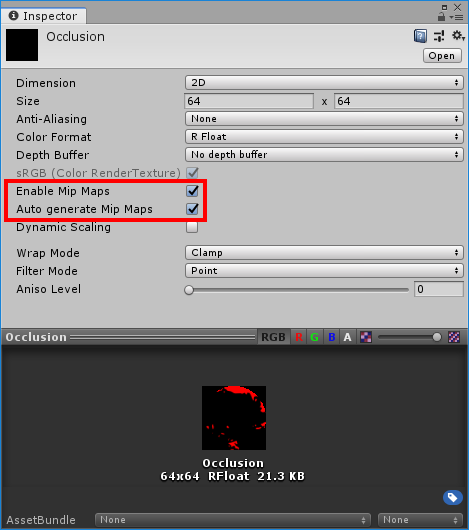 Inspector
Occlusion
Open
Dimension 2D
Size 64 x 64
Anti-Aliasing None
Color Format R Float
Depth Buffer No depth buffer
sRGB (Color RenderTexture)
Enable Mip Maps
Auto generate Mip Maps
Dynamic Scaling
Wrap Mode Clamp
Filter Mode Point
Aniso Level 0
Occlusion RGB R G B A
Occlusion
64x64 RFloat 21.3 KB
AssetBundle None None